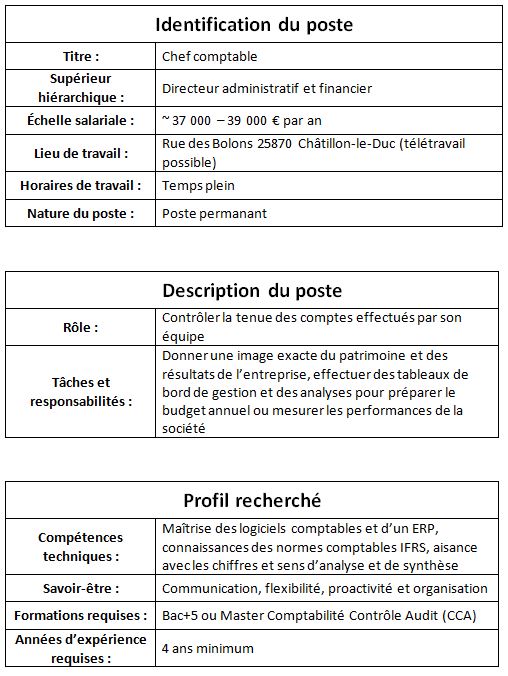 Identification du poste
Titre : Chef comptable
Supérieur
hiérarchique : Directeur administratif et financier
Échelle salariale : ~ 37 000 – 39 000 € par an
Lieu de travail : Rue des Bolons 25870 Châtillon-le-Duc (télétravail
possible)
Horaires de travail : Temps plein
Nature du poste : Poste permanant
Description du poste
Rôle : Contrôler la tenue des comptes effectués par son
équipe
Tâches et
responsabilités : Donner une image exacte du patrimoine et des
résultats de l’entreprise, effectuer des tableaux de
bord de gestion et des analyses pour préparer le
budget annuel ou mesurer les performances de la
société
Profil recherché
Compétences
techniques : Maîtrise des logiciels comptables et d’un ERP,
connaissances des normes comptables IFRS, aisance
avec les chiffres et sens d’analyse et de synthèse
Savoir-être : Communication, flexibilité, proactivité et organisation
Formations requises : Bac+5 ou Master Comptabilité Contrôle Audit (CCA)
Années d’expérience
requises : 4 ans minimum